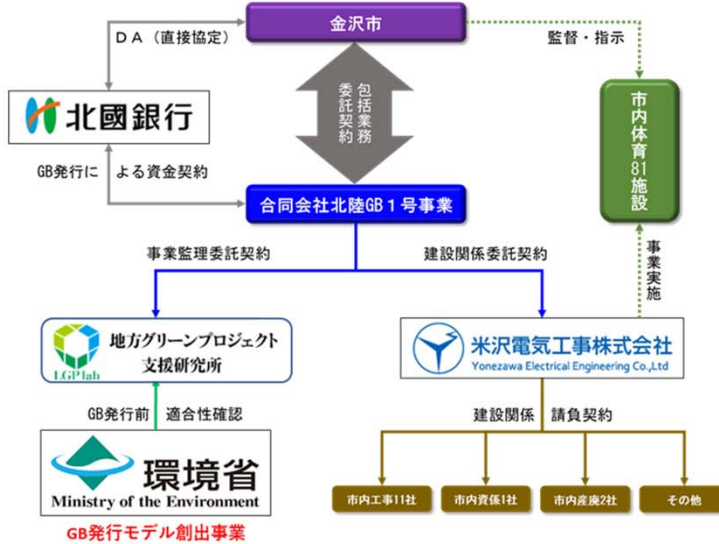 金沢市
DA（直接協定）
監督・指示
包括業務
委託契約
北國銀行
市内体育81施設
GB発行に よる資金契約
合同会社北陸GB１号事業
事業監理委託契約
建設関係委託契約
事業実施
地方グリーンプロジェクト
支援研究所
LGP lab
米沢電気工事株式会社
Yonezawa Electrical Engineering Co.,Ltd
GB発行前 適合性確認
建設関係 請負契約
環境省
Ministry of the Environment
市内工事11社
市内資係1社
市内産廃2社
その他
GB発行モデル創出事業